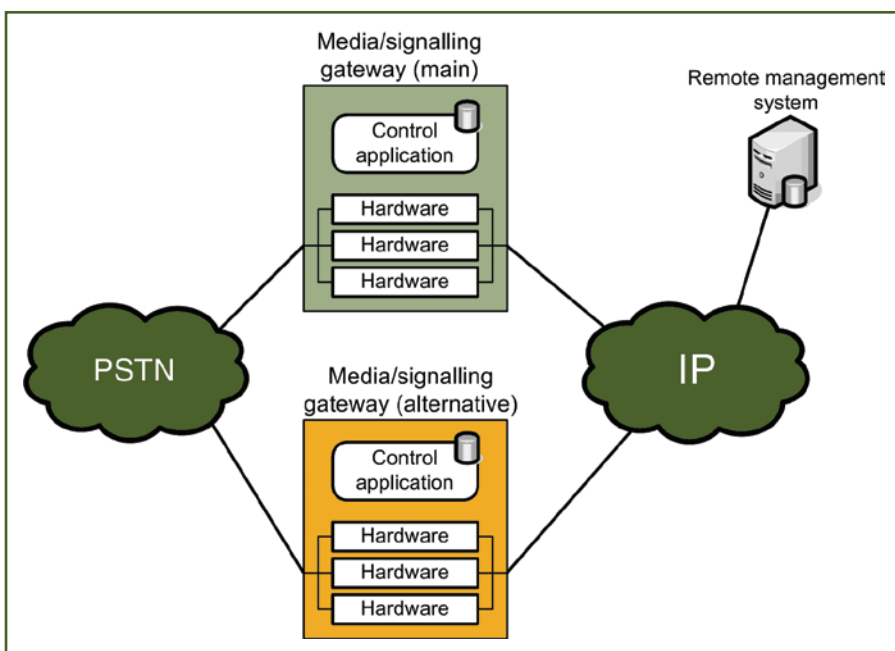 Media/signalling
gateway (main)
Control
application
Hardware
Hardware
Hardware
Remote management
system
PSTN
IP
Media/signalling
gateway (alternative)
Control
application
Hardware
Hardware
Hardware